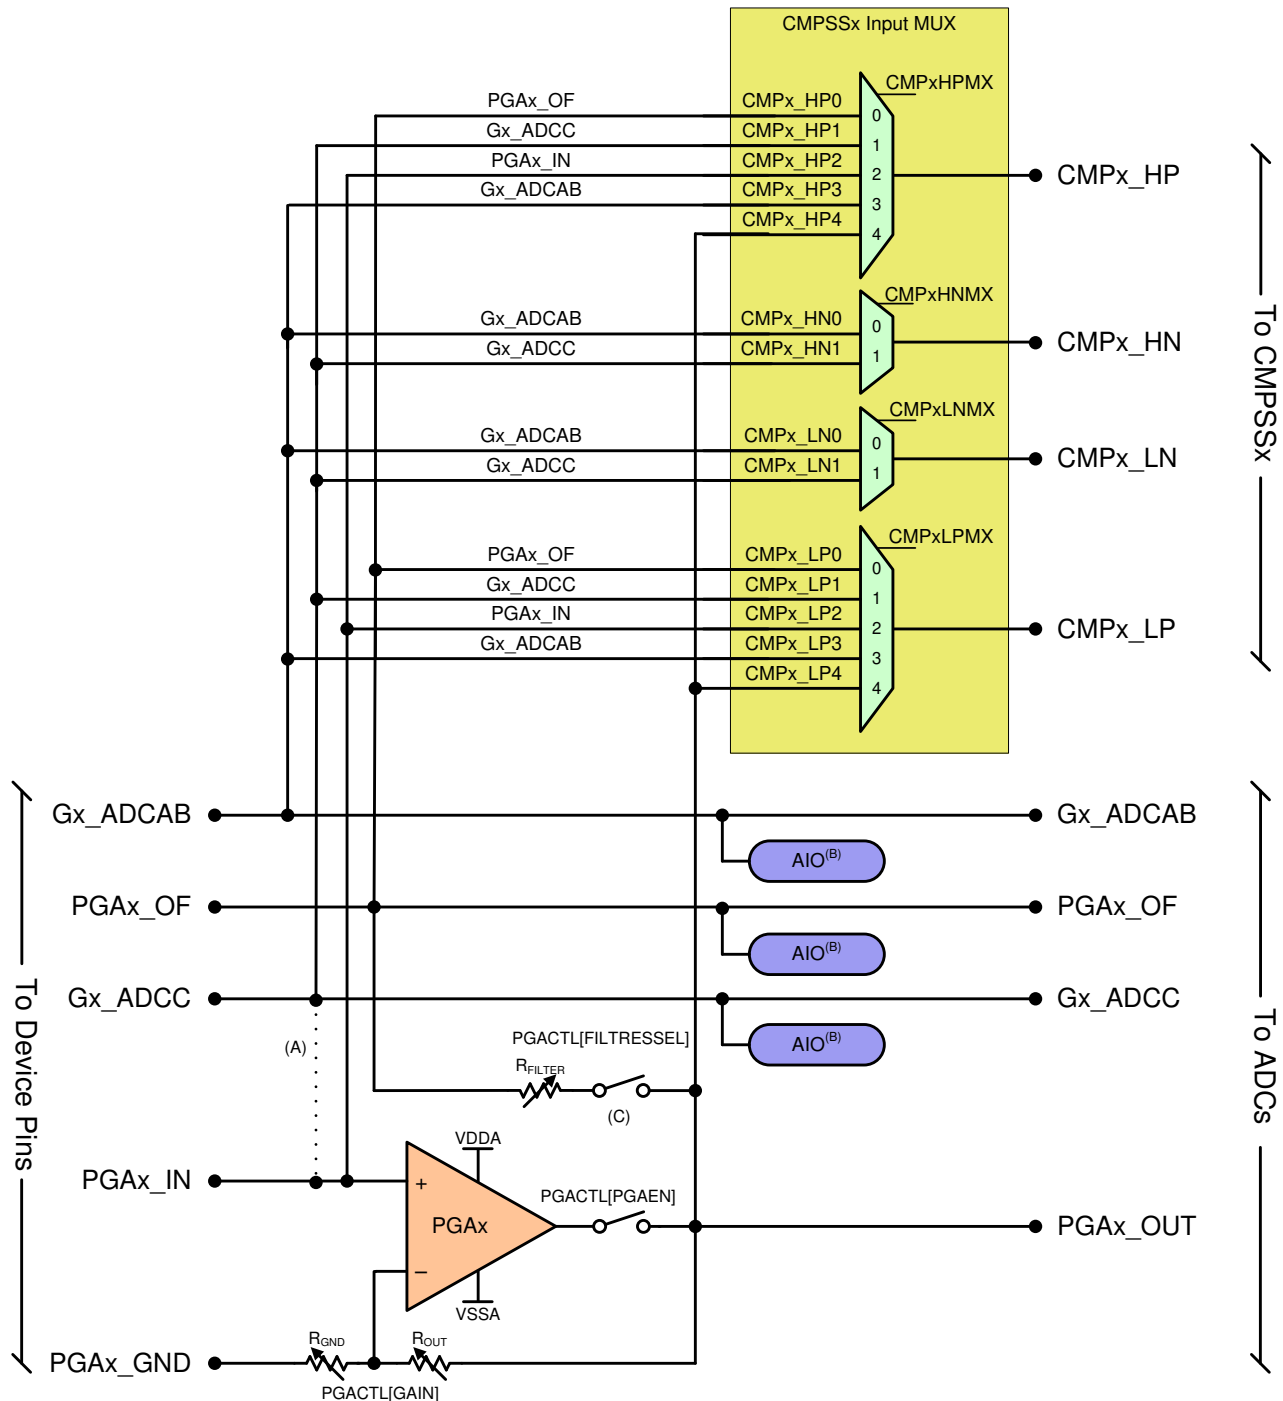 CMPSSx Input MUX
CMPxHPMX
PGAx_OF CMPx_HP0 0
Gx_ADCC CMPx_HP1 1
PGAx_IN CMPx_HP2 2 CMPx_HP
Gx_ADCAB CMPx_HP3 3
CMPx_HP4 4
CMPxHNMX
Gx_ADCAB CMPx_HN0 0
CMPx_HN
Gx_ADCC CMPx_HN1 1
To CMPSSx
CMPxLNMX
Gx_ADCAB CMPx_LN0 0
CMPx_LN
Gx_ADCC CMPx_LN1 1
CMPxLPMX
PGAx_OF CMPx_LP0 0
Gx_ADCC CMPx_LP1 1
PGAx_IN CMPx_LP2 2 CMPx_LP
Gx_ADCAB CMPx_LP3 3
CMPx_LP4 4
Gx_ADCAB Gx_ADCAB
AIO(B)
PGAx_OF PGAx_OF
AIO(B)
Gx_ADCC Gx_ADCC
To Device Pins
To ADCs
(A) PGACTL[FILTRESSEL] AIO(B)
RFILTER
(C)
VDDA
PGAx_IN +
PGACTL[PGAEN]
PGAx PGAx_OUT
–
VSSA
RGND ROUT
PGAx_GND
PGACTL[GAIN]